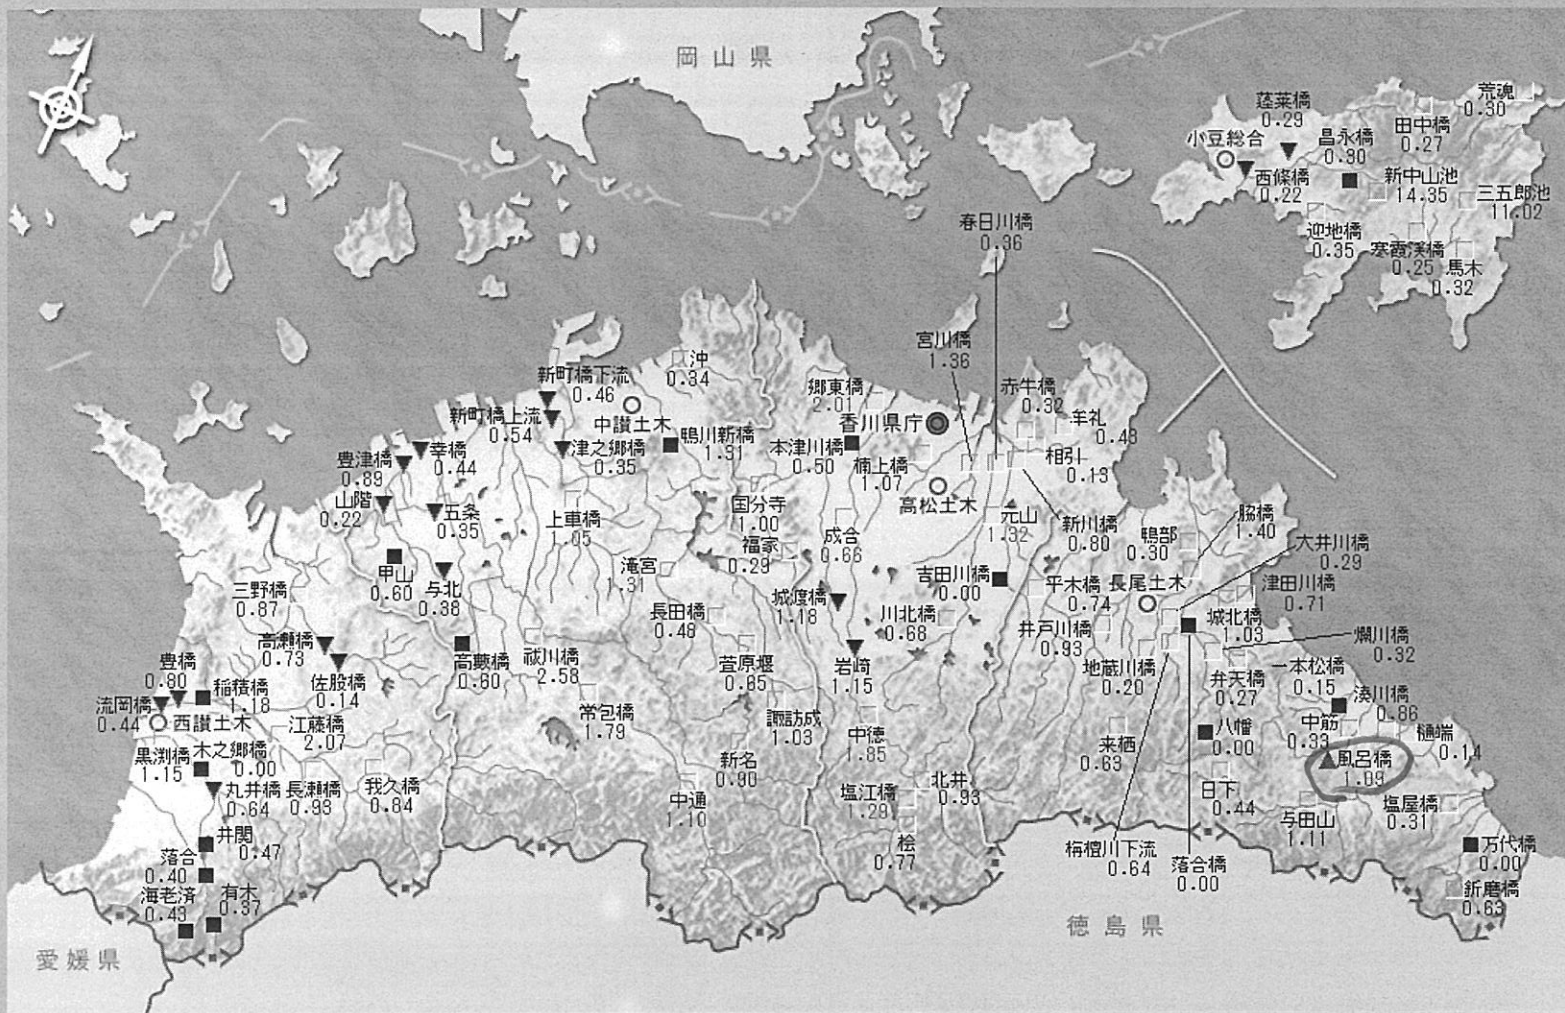 岡山県
荒魂
0.30
蓬莱橋
0.29
田中橋
0.27
小豆総合
昌永橋
0.30
西條橋
0.22
新中山池
14.35
三五郎池
11.02
迎地橋
0.35
寒霞渓橋
0.25
馬木
0.32
春日川橋
0.36
宮川橋
1.36
沖
0.34
新町橋下流
0.46
中讃土木
新町橋上流
0.54
津之郷橋
0.35
鴨川新橋
1.31
郷東橋
2.01
香川県庁
本津川橋
0.50
楠上橋
1.07
高松土木
赤牛橋
0.32
牟礼
0.48
相引
0.13
幸橋
0.44
豊津橋
0.89
山階
0.22
五条
0.35
上車橋
1.05
国分寺
1.00
福家
0.29
成合
0.66
元山
1.32
新川橋
0.80
鴨部
0.30
脇橋
1.40
大井川橋
0.29
津田川橋
0.71
甲山
0.60
与北
0.38
滝宮
1.31
城渡橋
1.18
吉田川橋
0.00
平木橋
0.74
長尾土木
三野橋
0.87
長田橋
0.48
川北橋
0.68
井戸川橋
0.93
城北橋
1.03
爛川橋
0.32
高瀬橋
0.73
佐股橋
0.14
高藪橋
0.60
祓川橋
2.58
萱原堰
0.85
岩崎
1.15
地蔵川橋
0.20
弁天橋
0.27
一本松橋
0.15
湊川橋
0.86
豊橋
0.80
稲積橋
1.18
流岡橋
0.44
西讃土木
江藤橋
2.07
常包橋
1.79
諏訪成
1.03
中徳
1.85
来栖
0.63
八幡
0.00
中筋
0.33
樋端
0.14
風呂橋
1.09
黒渕橋
1.15
木之郷橋
0.00
丸井橋
0.64
長瀬橋
0.93
我久橋
0.84
新名
0.90
中通
1.10
塩江橋
1.29
北井
0.93
日下
0.44
与田山
1.11
塩屋橋
0.31
井関
0.47
落合
0.40
桧
0.77
栴檀川下流
0.64
落合橋
0.00
万代橋
0.00
海老済
0.43
有木
0.37
新磨橋
0.63
愛媛県
徳島県